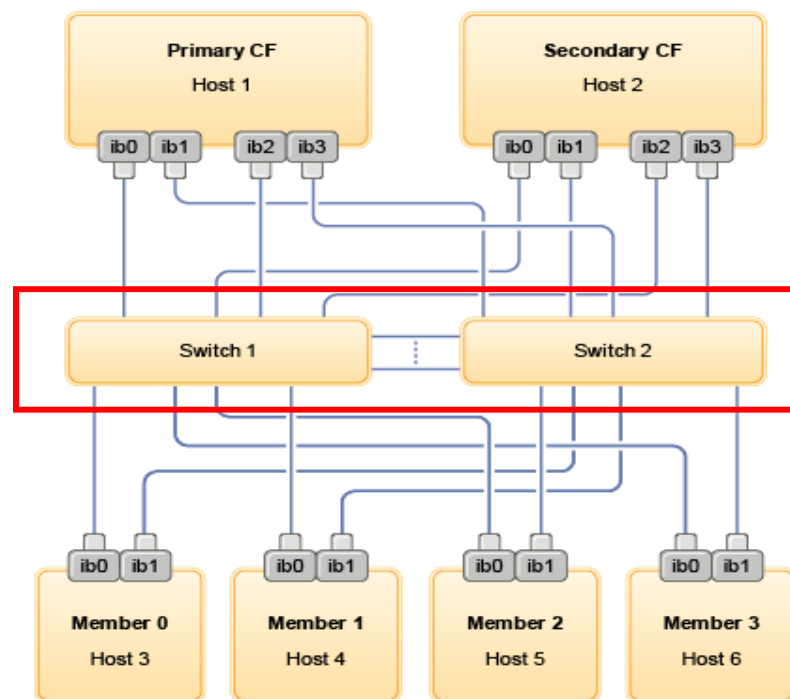 Primary CF
Host 1
Secondary CF
Host 2
ib0 ib1 ib2 ib3
ib0 ib1 ib2 ib3
Switch 1
Switch 2
ib0 ib1
ib0 ib1
ib0 ib1
ib0 ib1
Member 0
Host 3
Member 1
Host 4
Member 2
Host 5
Member 3
Host 6